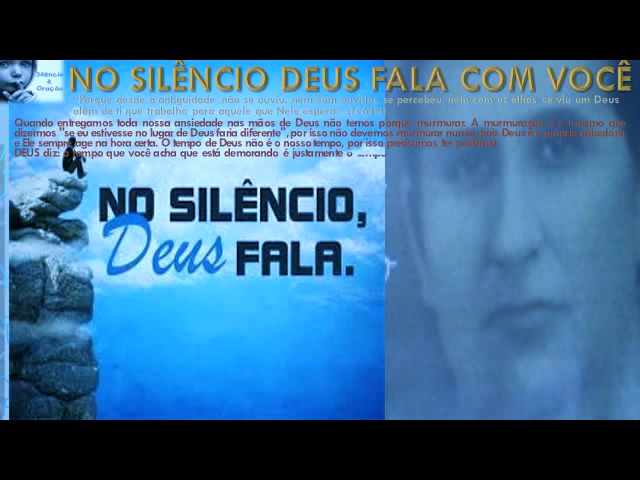 Silêncio
é
Oração
NO SILÊNCIO DEUS FALA COM VOCÊ
"Porque desde a antiguidade não se ouviu, nem com ouvidos se percebeu, nem com os olhos se viu um Deus
além de ti que trabalha para aquele que Nele espera."
Quando entregamos toda nossa ansiedade nas mãos de Deus não temos porque murmurar. A murmuração é o mesmo que
dizermos "se eu estivesse no lugar de Deus faria diferente", por isso não devemos murmurar nunca, pois Deus é a própria sabedoria
e Ele sempre age na hora certa. O tempo de Deus não é o nosso tempo, por isso precisamos ter paciência.
DEUS diz: o tempo que você acha que está demorando é justamente o tempo
NO SILÊNCIO,
Deus FALA.